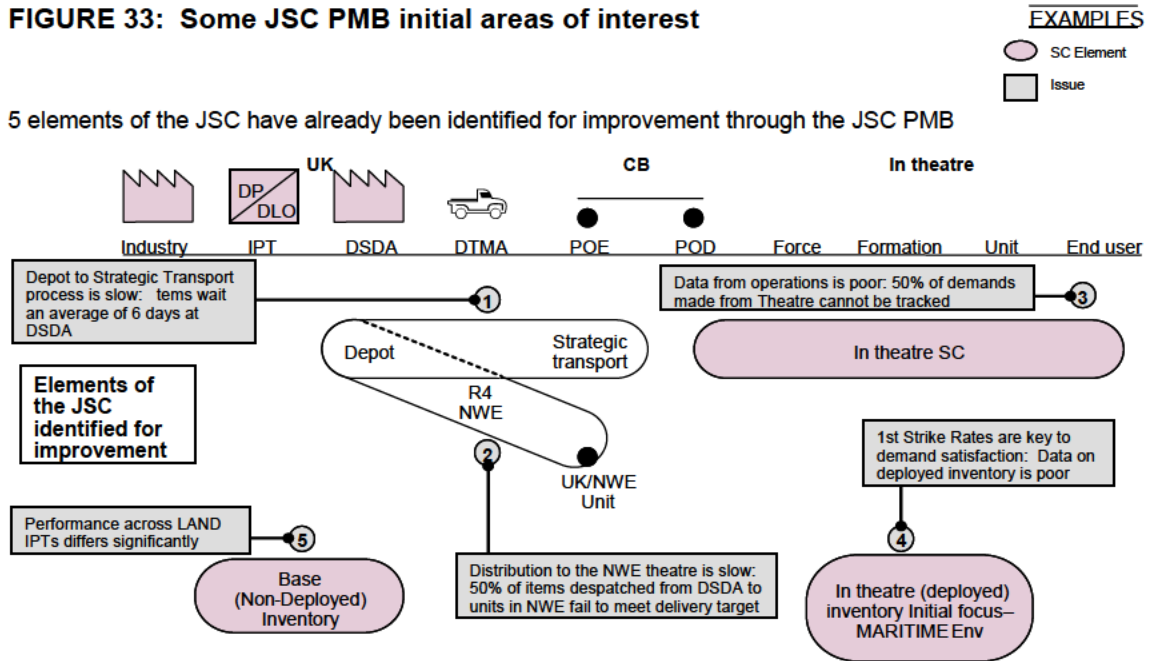 FIGURE 33: Some JSC PMB initial areas of interest
EXAMPLES
SC Element
Issue
5 elements of the JSC have already been identified for improvement through the JSC PMB
UK
CB
In theatre
DP
DLO
Industry IPT DSDA DTMA POE POD Force Formation Unit End user
Depot to Strategic Transport
process is slow: tems wait
an average of 6 days at
DSDA
1
Data from operations is poor: 50% of demands
made from Theatre cannot be tracked
3
Depot
Strategic
transport
In theatre SC
R4
NWE
Elements of
the JSC
identified for
improvement
2
UK/NWE
Unit
1st Strike Rates are key to
demand satisfaction: Data on
deployed inventory is poor
4
Performance across LAND
IPTs differs significantly
5
Base
(Non-Deployed)
Inventory
Distribution to the NWE theatre is slow:
50% of items despatched from DSDA to
units in NWE fail to meet delivery target
In theatre (deployed)
inventory Initial focus–
MARITIME Env